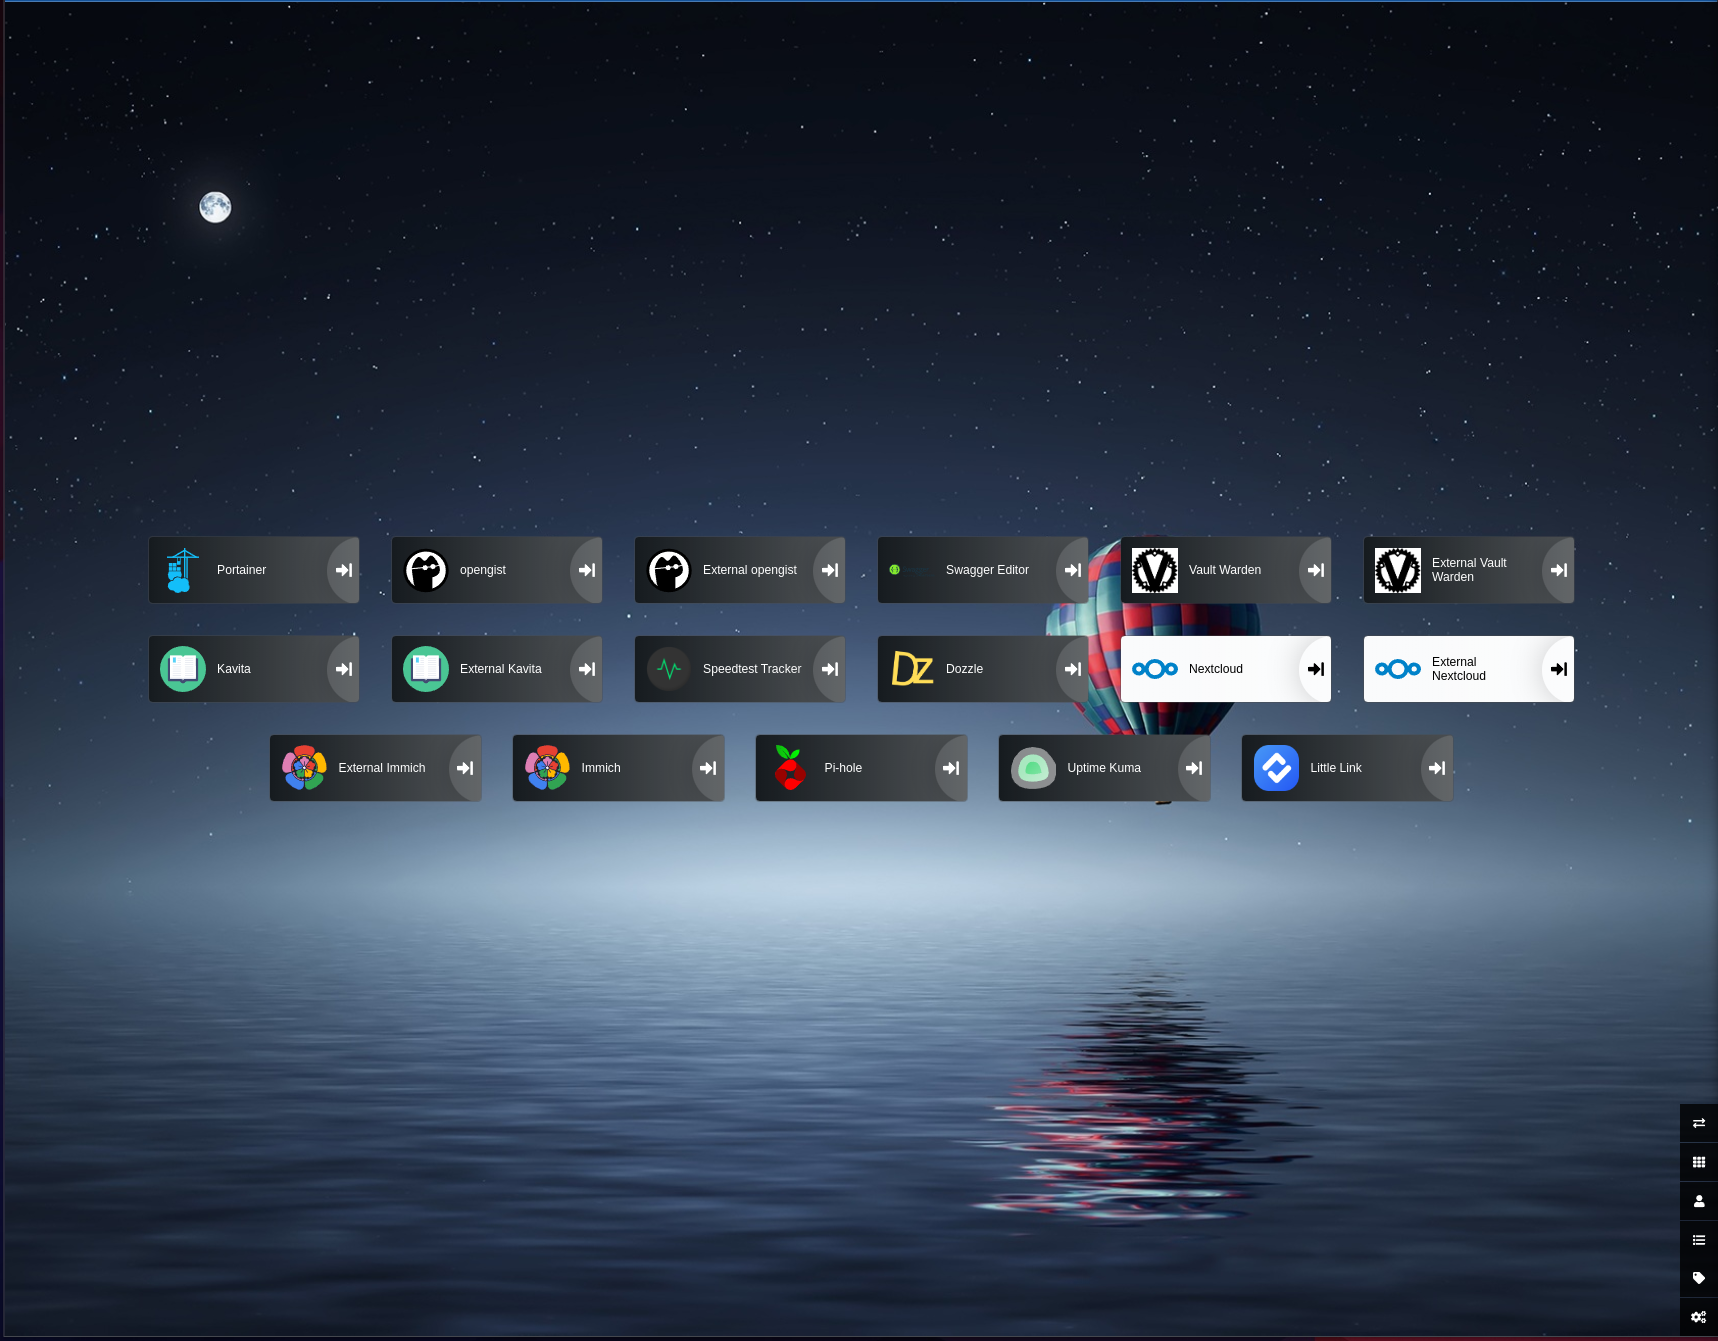 Portainer
opengist
External opengist
Swagger Editor
Vault Warden
External Vault
Warden
Kavita
External Kavita
Speedtest Tracker
Dz
Dozzle
Nextcloud
External
Nextcloud
External Immich
Immich
Pi-hole
Uptime Kuma
Little Link